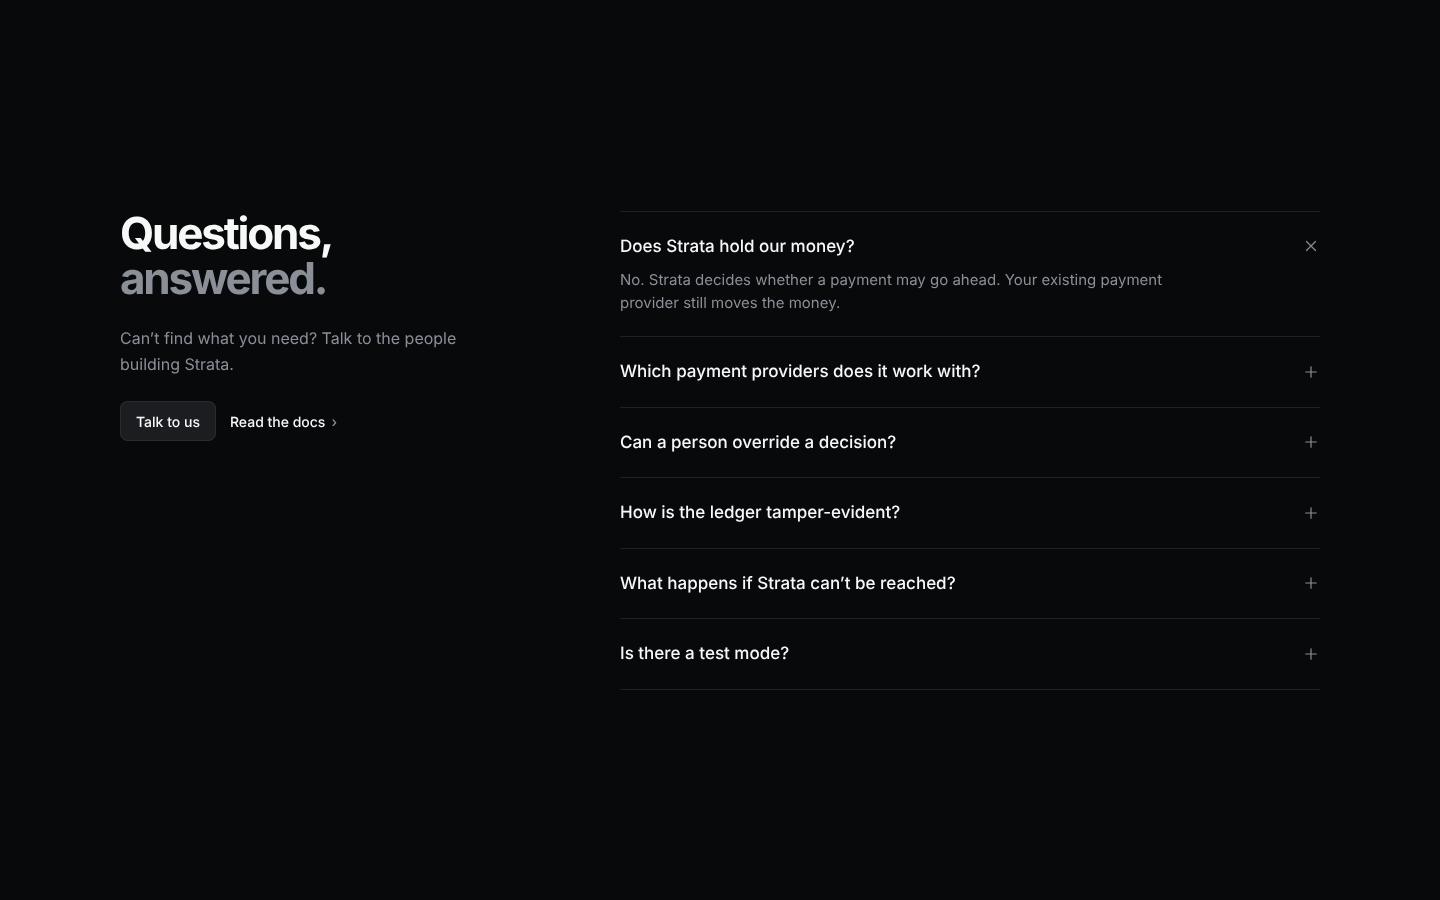 Questions,
answered.
Can’t find what you need? Talk to the people
building Strata.
Talk to us
Read the docs ›
Does Strata hold our money?
No. Strata decides whether a payment may go ahead. Your existing payment
provider still moves the money.
Which payment providers does it work with?
Can a person override a decision?
How is the ledger tamper-evident?
What happens if Strata can’t be reached?
Is there a test mode?